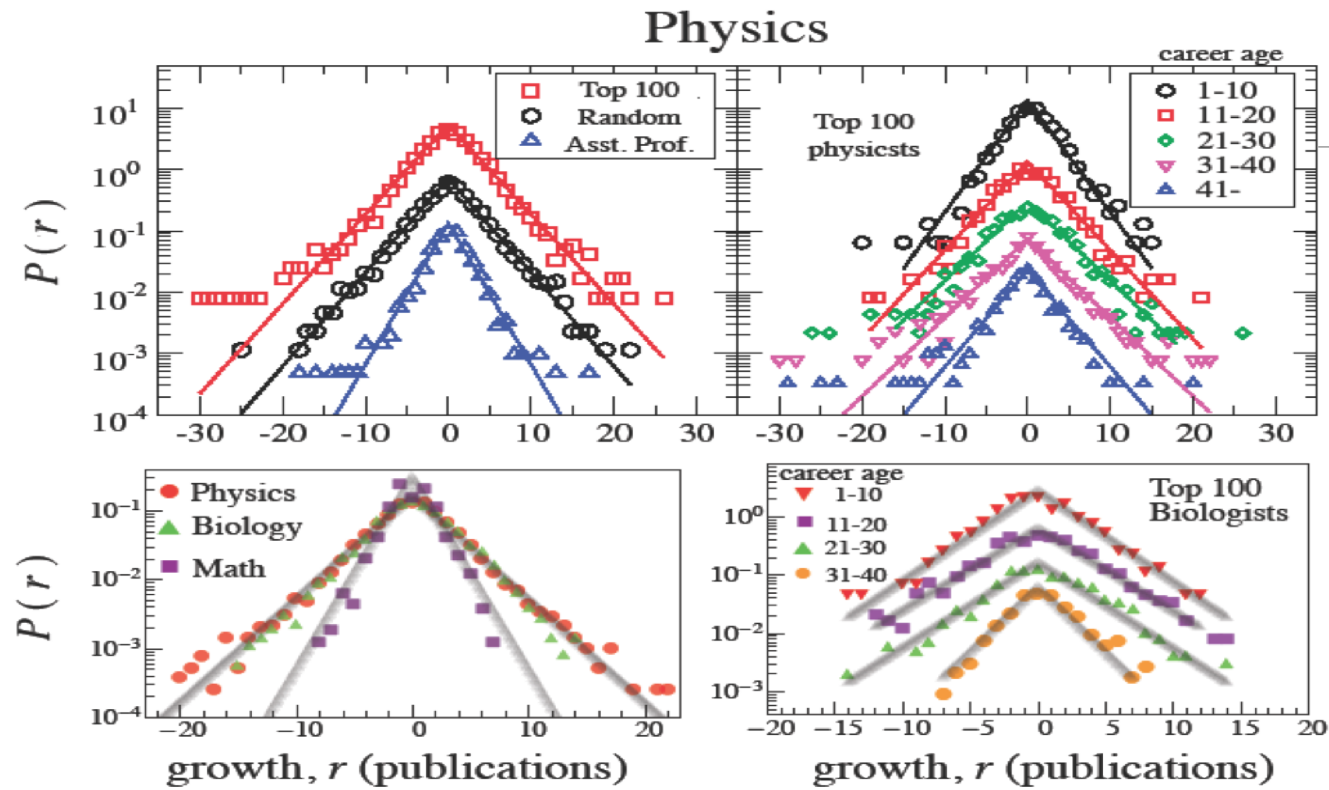 Physics
P(r)
10^1
10^0
10^-1
10^-2
10^-3
10^-4
Top 100
Random
Asst. Prof.
-30 -20 -10 0 10 20 30
career age
1-10
11-20
21-30
31-40
41-
Top 100
physicsts
-30 -20 -10 0 10 20 30
P(r)
10^-1
10^-2
10^-3
10^-4
Physics
Biology
Math
-20 -10 0 10 20
growth, r (publications)
career age
1-10
11-20
21-30
31-40
Top 100
Biologists
10^0
10^-1
10^-2
10^-3
-20 -15 -10 -5 0 5 10 15 20
growth, r (publications)